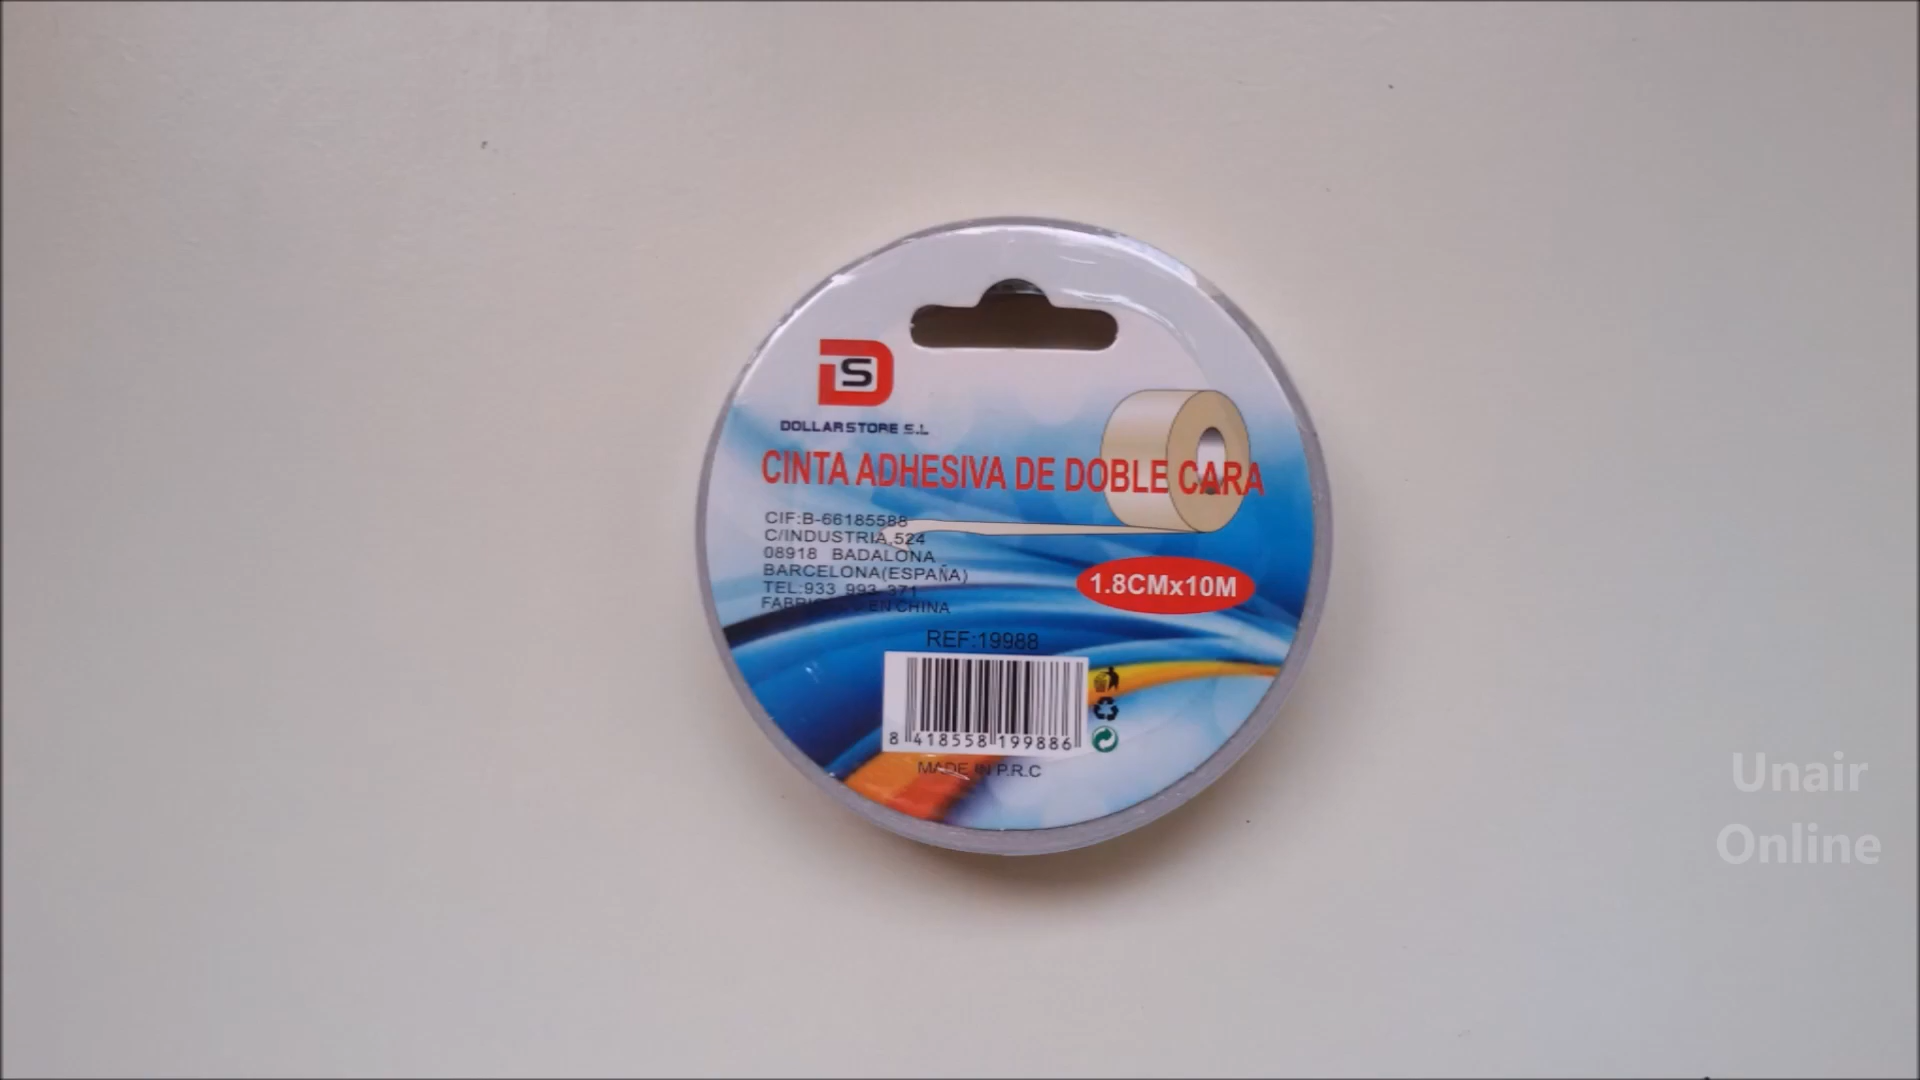 DS
DOLLARSTORE S.L
CINTA ADHESIVA DE DOBLE CARA
CIF:B-66185588
C/INDUSTRIA,524
08918 BADALONA
BARCELONA(ESPAÑA)
TEL:933 993 371
FABRICADO EN CHINA
1.8CMx10M
REF:19988
8 418558 199886
MADE IN P.R.C
Unair
Online